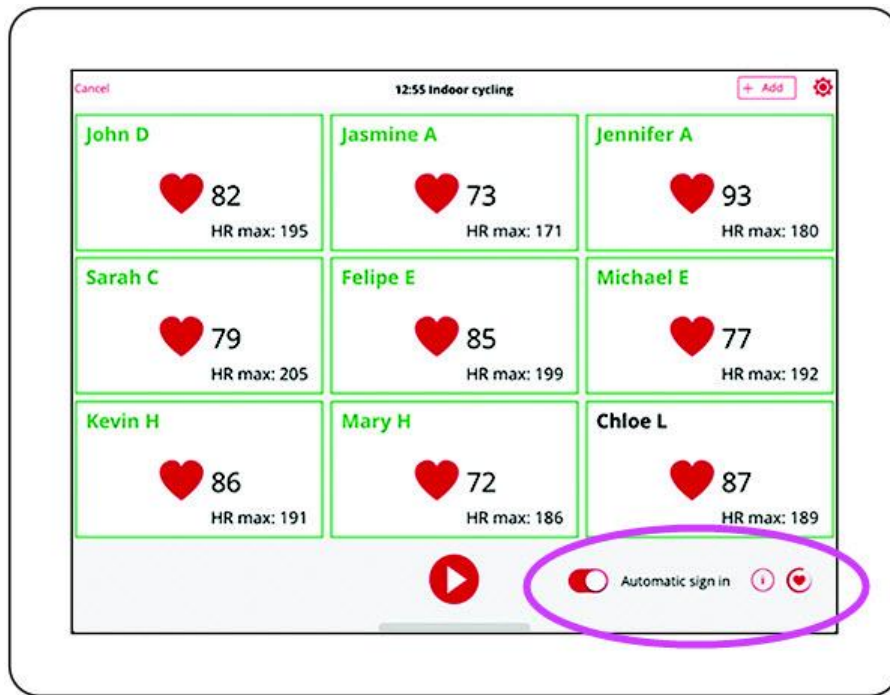 Cancel
12:55 Indoor cycling
+ Add
John D
82
HR max: 195
Jasmine A
73
HR max: 171
Jennifer A
93
HR max: 180
Sarah C
79
HR max: 205
Felipe E
85
HR max: 199
Michael E
77
HR max: 192
Kevin H
86
HR max: 191
Mary H
72
HR max: 186
Chloe L
87
HR max: 189
Automatic sign in
i